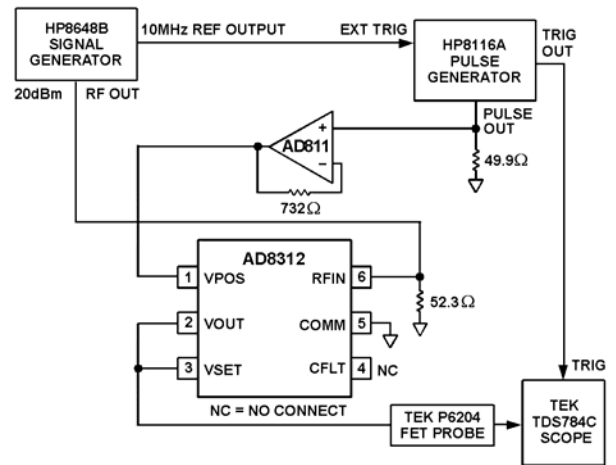 HP8648B
SIGNAL
GENERATOR
10MHz REF OUTPUT
EXT TRIG
HP8116A
PULSE
GENERATOR
TRIG
OUT
20dBm
RF OUT
PULSE
OUT
+
AD811
–
49.9Ω
732Ω
AD8312
1 VPOS
RFIN 6
2 VOUT
COMM 5
3 VSET
CFLT 4
NC
52.3Ω
NC = NO CONNECT
TRIG
TEK P6204
FET PROBE
TEK
TDS784C
SCOPE